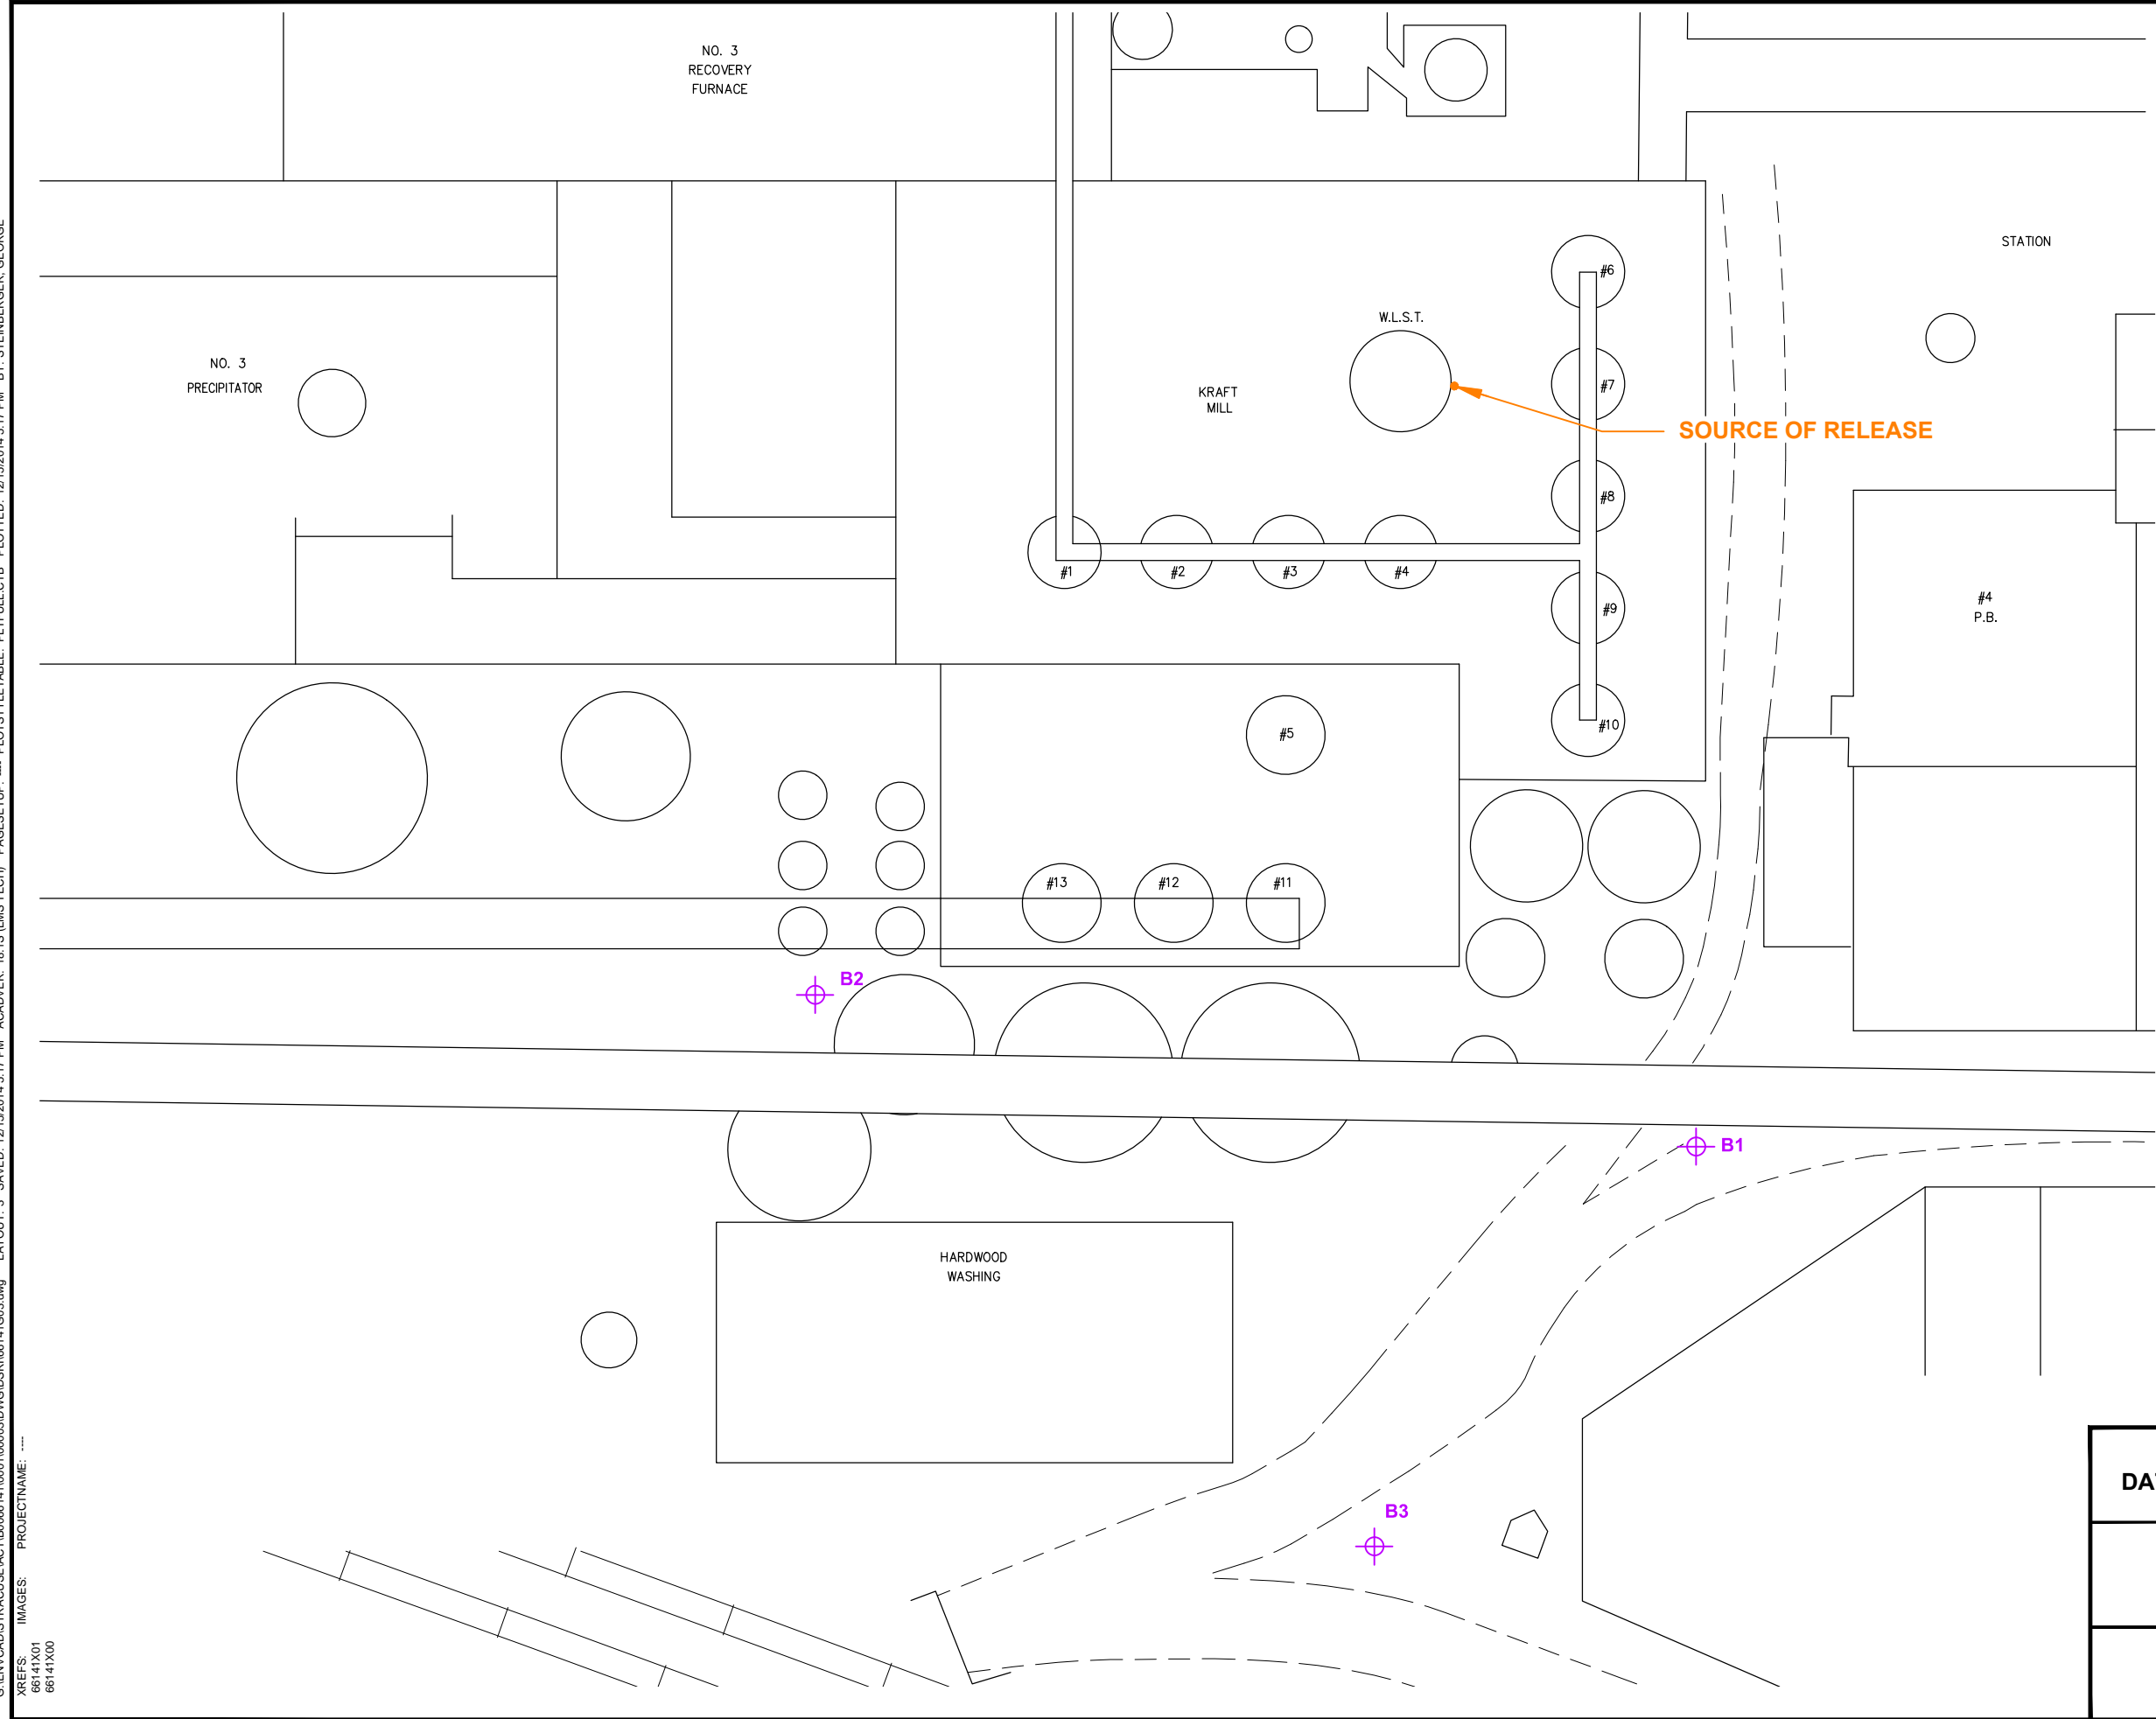 NO. 3
RECOVERY
FURNACE
STATION
#6
W.L.S.T.
NO. 3
PRECIPITATOR
KRAFT
MILL
#7
SOURCE OF RELEASE
#8
#1
#2
#3
#4
#9
#4
P.B.
#5
#10
#13
#12
#11
B2
B1
HARDWOOD
WASHING
B3
XREFS: IMAGES: PROJECTNAME: ----
66141X01
66141X00